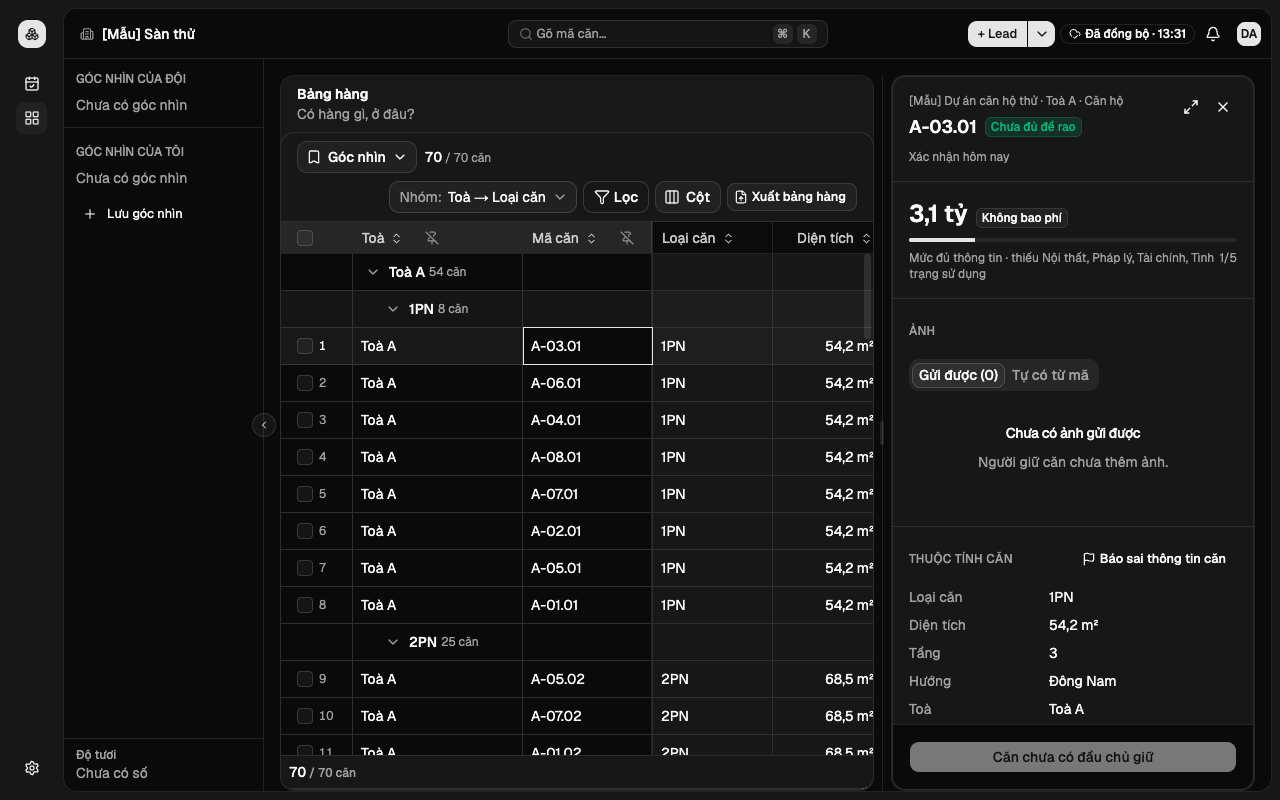 [Mẫu] Sàn thử
Gõ mã căn...
⌘ K
+ Lead
Đã đồng bộ · 13:31
DA
GÓC NHÌN CỦA ĐỘI
Chưa có góc nhìn
GÓC NHÌN CỦA TÔI
Chưa có góc nhìn
+ Lưu góc nhìn
Độ tươi
Chưa có số
Bảng hàng
Có hàng gì, ở đâu?
Góc nhìn
70 / 70 căn
Nhóm: Toà → Loại căn
Lọc
Cột
Xuất bảng hàng
Toà Mã căn Loại căn Diện tích
Toà A 54 căn
1PN 8 căn
1 Toà A A-03.01 1PN 54,2 m²
2 Toà A A-06.01 1PN 54,2 m²
3 Toà A A-04.01 1PN 54,2 m²
4 Toà A A-08.01 1PN 54,2 m²
5 Toà A A-07.01 1PN 54,2 m²
6 Toà A A-02.01 1PN 54,2 m²
7 Toà A A-05.01 1PN 54,2 m²
8 Toà A A-01.01 1PN 54,2 m²
2PN 25 căn
9 Toà A A-05.02 2PN 68,5 m²
10 Toà A A-07.02 2PN 68,5 m²
11 Toà A A-01.02 2PN 68,5 m²
70 / 70 căn
[Mẫu] Dự án căn hộ thử · Toà A · Căn hộ
A-03.01 Chưa đủ để rao
Xác nhận hôm nay
3,1 tỷ Không bao phí
Mức đủ thông tin · thiếu Nội thất, Pháp lý, Tài chính, Tình trạng sử dụng 1/5
ẢNH
Gửi được (0) Tự có từ mã
Chưa có ảnh gửi được
Người giữ căn chưa thêm ảnh.
THUỘC TÍNH CĂN
Báo sai thông tin căn
Loại căn 1PN
Diện tích 54,2 m²
Tầng 3
Hướng Đông Nam
Toà Toà A
Căn chưa có đầu chủ giữ